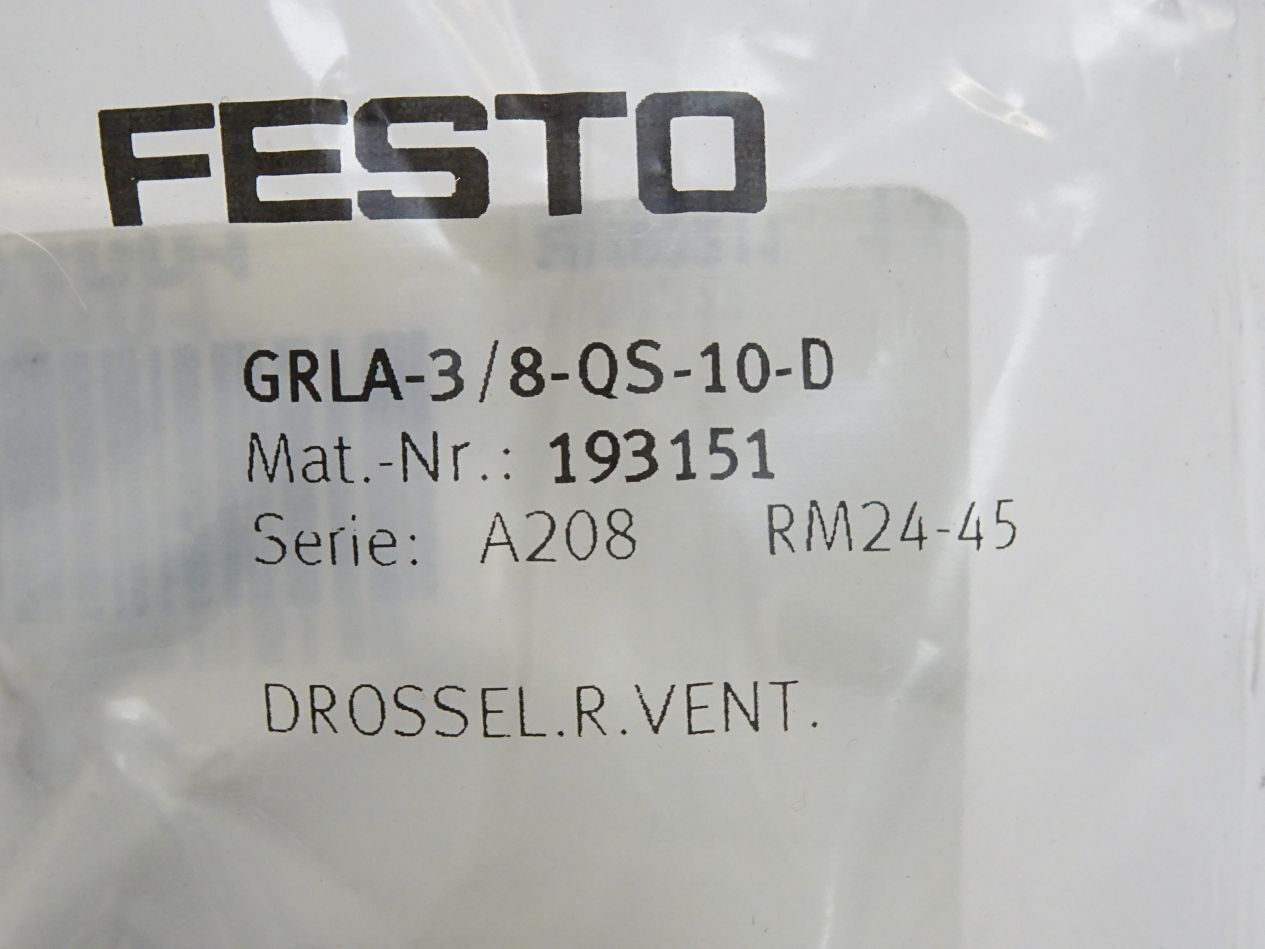 FESTO
GRLA-3/8-QS-10-D
Mat.-Nr.: 193151
Serie: A208 RM24-45
DROSSEL.R.VENT.